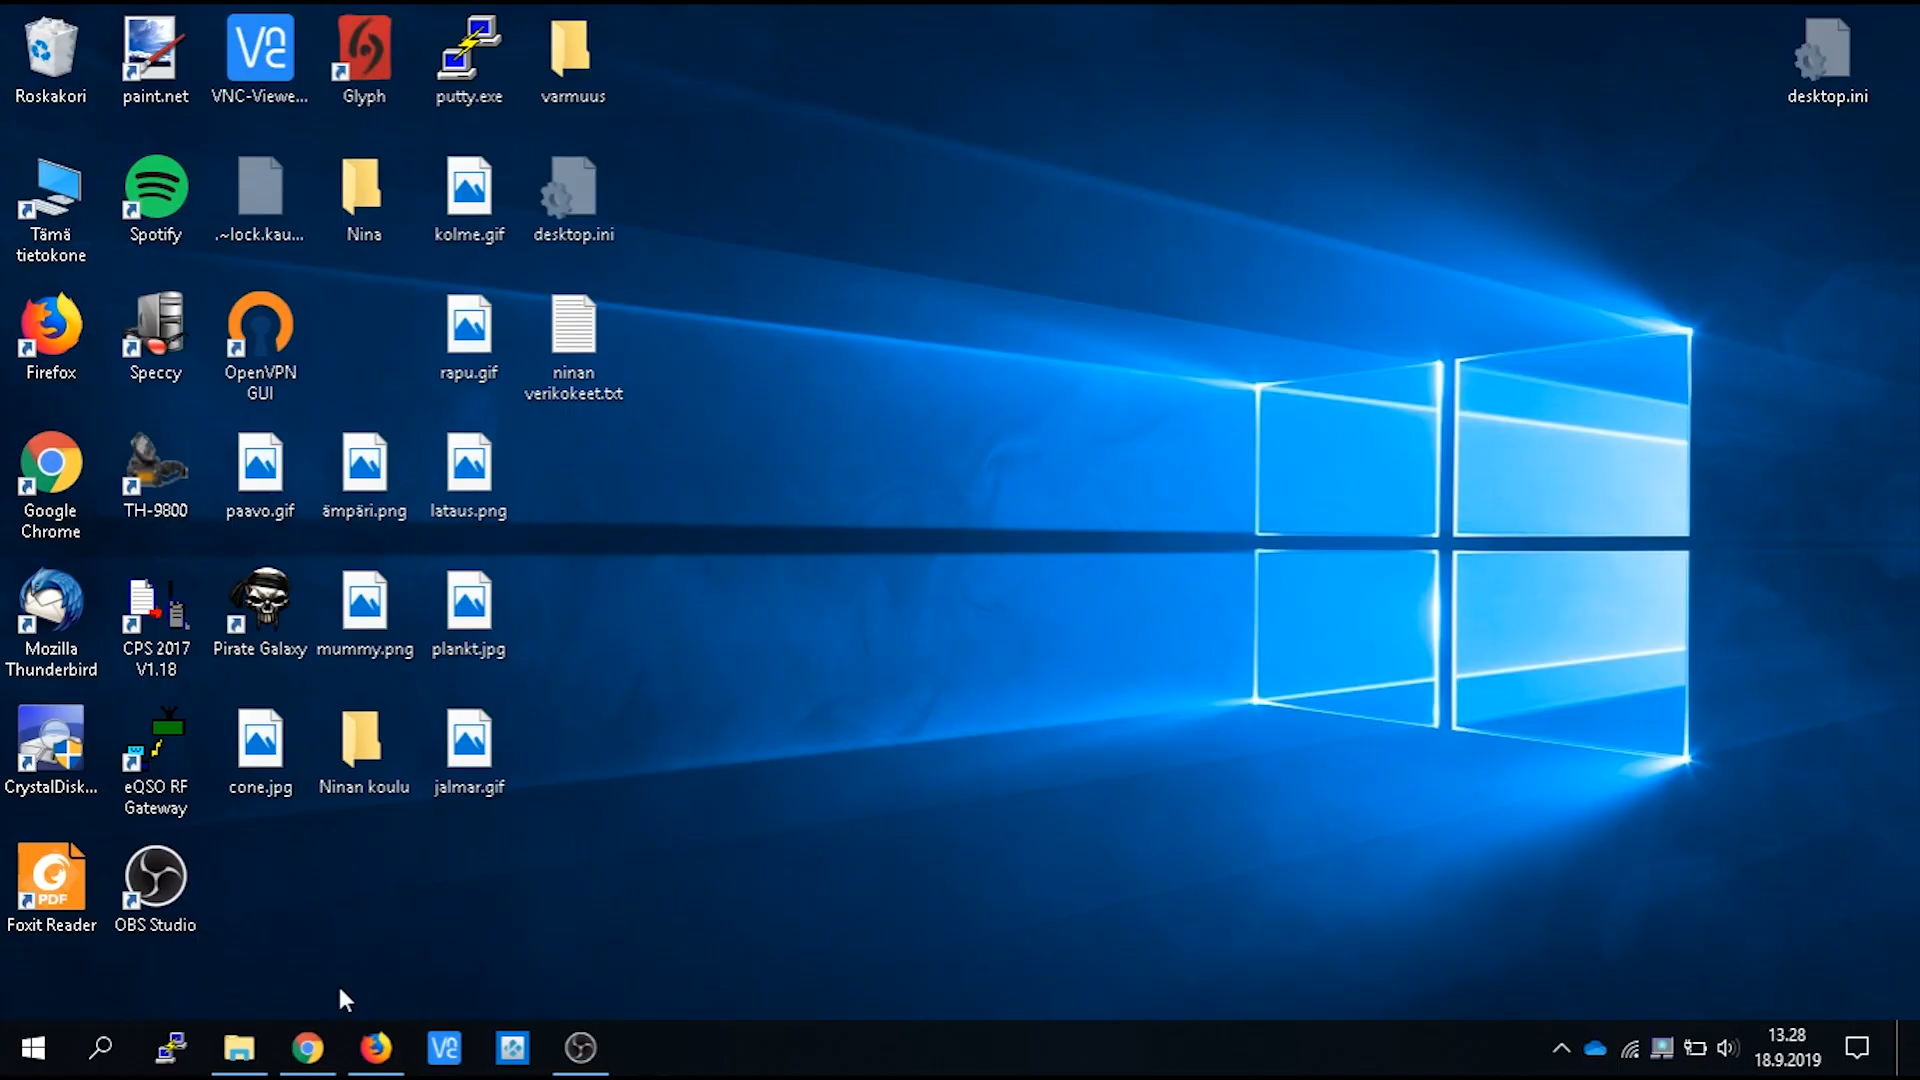 Roskakori
paint.net
VNC-Viewe...
Glyph
putty.exe
varmuus
desktop.ini
Tämä
tietokone
Spotify
.~lock.kau...
Nina
kolme.gif
desktop.ini
Firefox
Speccy
OpenVPN
GUI
rapu.gif
ninan
verikokeet.txt
Google
Chrome
TH-9800
paavo.gif
ämpäri.png
lataus.png
Mozilla
Thunderbird
CPS 2017
V1.18
Pirate Galaxy
mummy.png
plankt.jpg
CrystalDisk...
eQSO RF
Gateway
cone.jpg
Ninan koulu
jalmar.gif
PDF
Foxit Reader
OBS Studio
13.28
18.9.2019